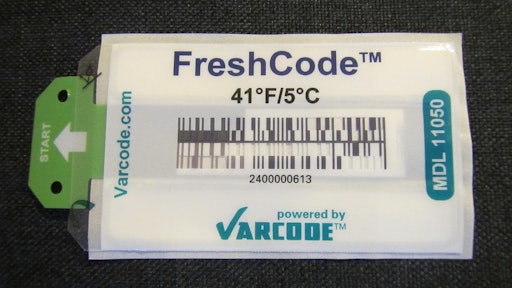 FreshCode™
41°F/5°C
START
Varcode.com
MDL 11050
2400000613
powered by
VARCODE™